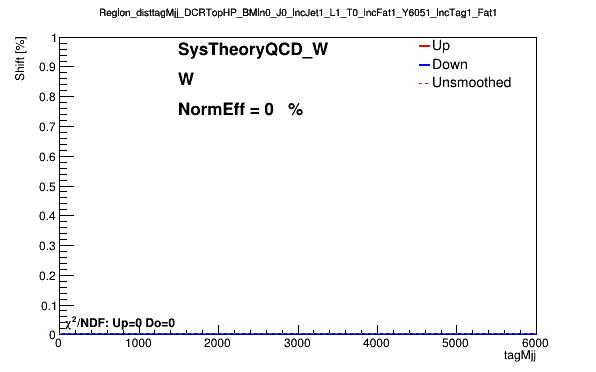 Region_disttagMjj_DCRTopHP_BMin0_J0_incJet1_L1_T0_incFat1_Y6051_incTag1_Fat1
Shift [%]
SysTheoryQCD_W
W
NormEff = 0 %
Up
Down
Unsmoothed
1
0.9
0.8
0.7
0.6
0.5
0.4
0.3
0.2
0.1
0
χ²/NDF: Up=0 Do=0
0 1000 2000 3000 4000 5000 6000
tagMjj